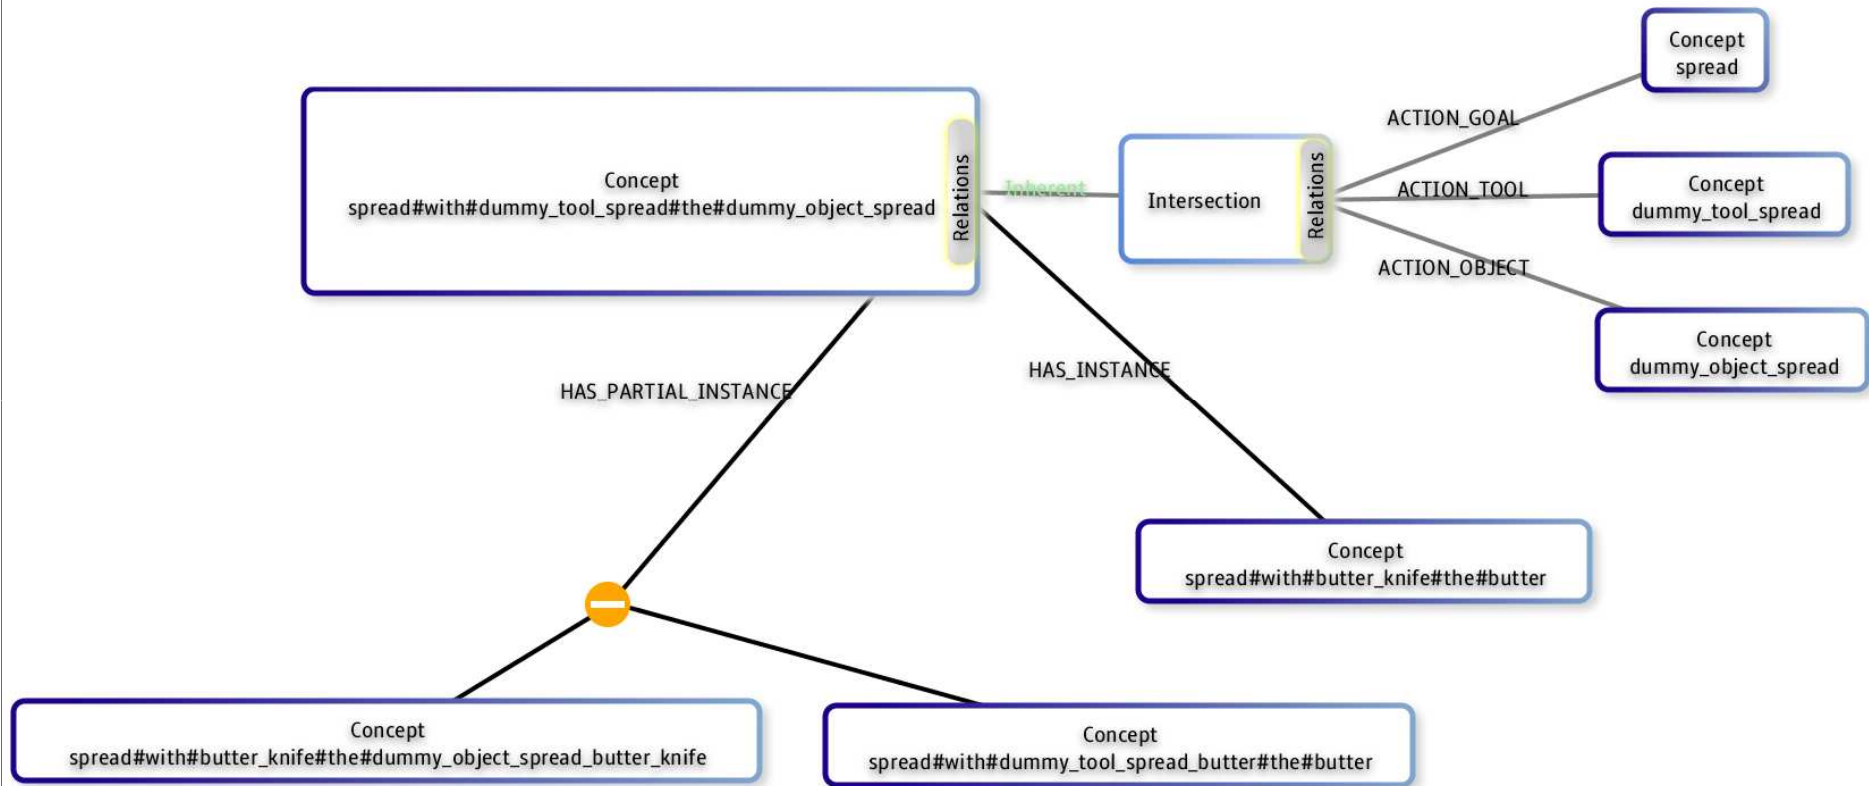 Concept
spread
ACTION_GOAL
Concept
spread#with#dummy_tool_spread#the#dummy_object_spread
Relations
Inherent
Intersection
Relations
ACTION_TOOL
Concept
dummy_tool_spread
ACTION_OBJECT
Concept
dummy_object_spread
HAS_PARTIAL_INSTANCE
HAS_INSTANCE
Concept
spread#with#butter_knife#the#butter
Concept
spread#with#butter_knife#the#dummy_object_spread_butter_knife
Concept
spread#with#dummy_tool_spread_butter#the#butter